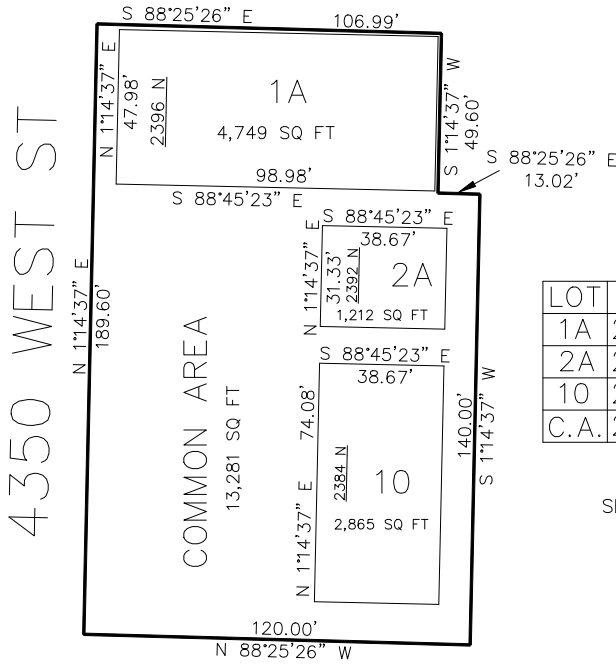 S 88°25'26" E 106.99'
N 1°14'37" E
47.98'
2396 N
1A
4,749 SQ FT
98.98'
S 88°45'23" E
S 1°14'37" W
49.60'
S 88°25'26" E
13.02'
4350 WEST ST
N 1°14'37" E
189.60'
S 88°45'23" E
38.67'
N 1°14'37" E
31.33'
2392 N
2A
1,212 SQ FT
S 88°45'23" E
38.67'
74.08'
N 1°14'37" E
2384 N
10
2,865 SQ FT
COMMON AREA
13,281 SQ FT
140.00'
S 1°14'37" W
120.00'
N 88°25'26" W
LOT
1A 2
2A 2
10 2
C.A. 2